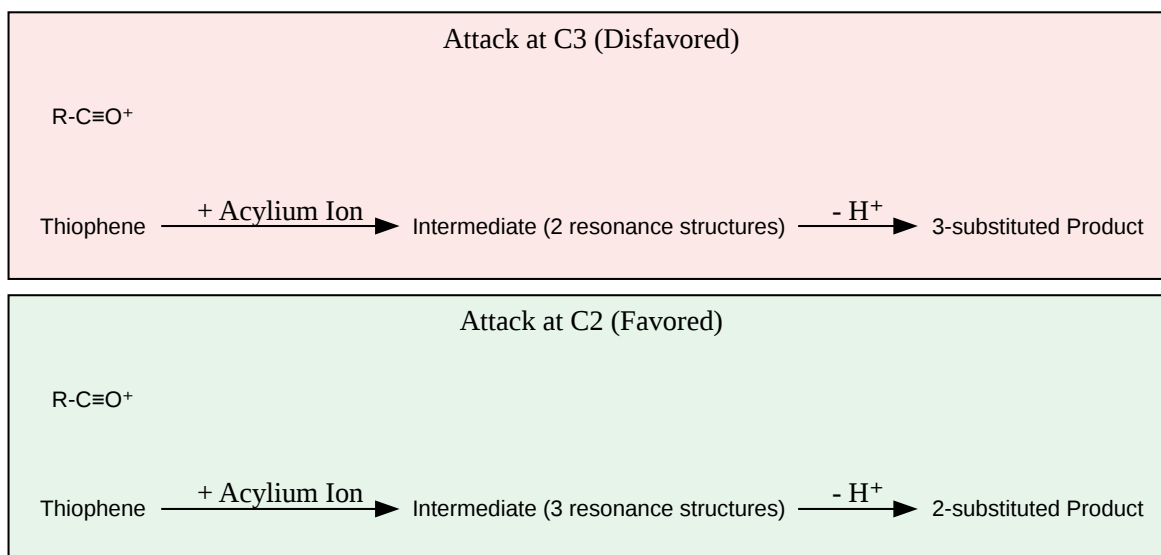 Attack at C3 (Disfavored)
R-C≡O⁺
Thiophene + Acylium Ion Intermediate (2 resonance structures) - H⁺ 3-substituted Product
Attack at C2 (Favored)
R-C≡O⁺
Thiophene + Acylium Ion Intermediate (3 resonance structures) - H⁺ 2-substituted Product